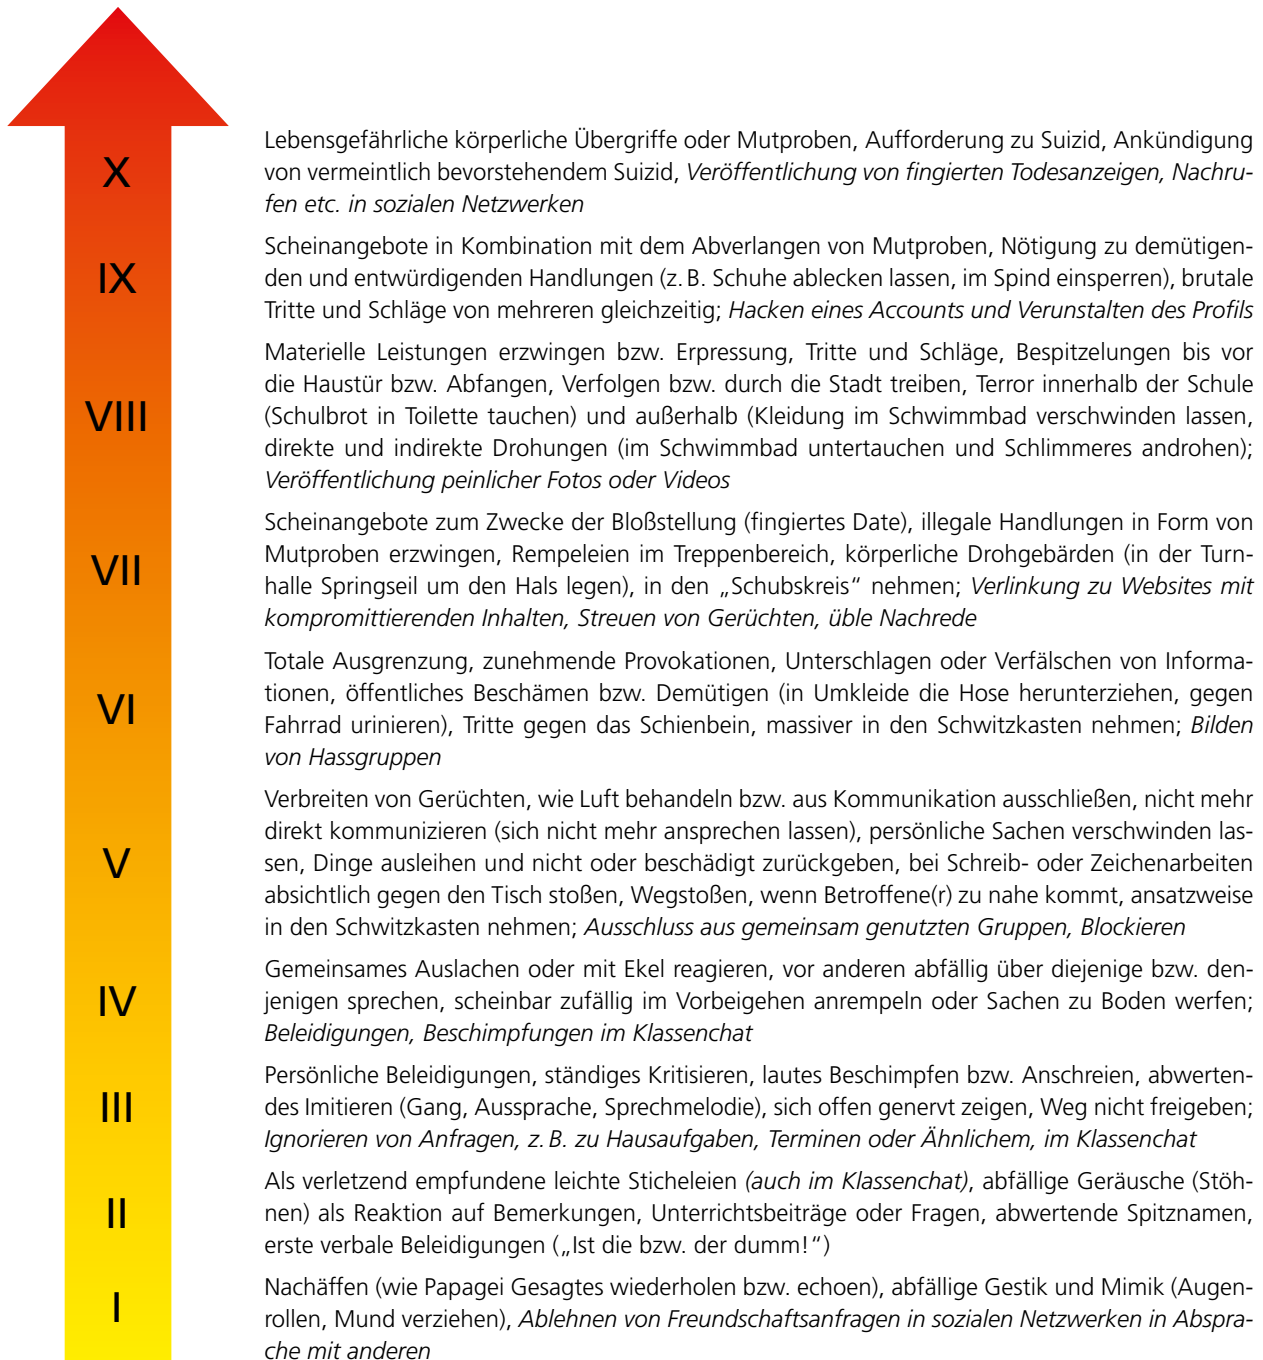 X
Lebensgefährliche körperliche Übergriffe oder Mutproben, Aufforderung zu Suizid, Ankündigung
von vermeintlich bevorstehendem Suizid, Veröffentlichung von fingierten Todesanzeigen, Nachru-
fen etc. in sozialen Netzwerken
IX
Scheinangebote in Kombination mit dem Abverlangen von Mutproben, Nötigung zu demütigen-
den und entwürdigenden Handlungen (z. B. Schuhe ablecken lassen, im Spind einsperren), brutale
Tritte und Schläge von mehreren gleichzeitig; Hacken eines Accounts und Verunstalten des Profils
VIII
Materielle Leistungen erzwingen bzw. Erpressung, Tritte und Schläge, Bespitzelungen bis vor
die Haustür bzw. Abfangen, Verfolgen bzw. durch die Stadt treiben, Terror innerhalb der Schule
(Schulbrot in Toilette tauchen) und außerhalb (Kleidung im Schwimmbad verschwinden lassen,
direkte und indirekte Drohungen (im Schwimmbad untertauchen und Schlimmeres androhen);
Veröffentlichung peinlicher Fotos oder Videos
VII
Scheinangebote zum Zwecke der Bloßstellung (fingiertes Date), illegale Handlungen in Form von
Mutproben erzwingen, Rempeleien im Treppenbereich, körperliche Drohgebärden (in der Turn-
halle Springseil um den Hals legen), in den „Schubskreis“ nehmen; Verlinkung zu Websites mit
kompromittierenden Inhalten, Streuen von Gerüchten, üble Nachrede
VI
Totale Ausgrenzung, zunehmende Provokationen, Unterschlagen oder Verfälschen von Informa-
tionen, öffentliches Beschämen bzw. Demütigen (in Umkleide die Hose herunterziehen, gegen
Fahrrad urinieren), Tritte gegen das Schienbein, massiver in den Schwitzkasten nehmen; Bilden
von Hassgruppen
V
Verbreiten von Gerüchten, wie Luft behandeln bzw. aus Kommunikation ausschließen, nicht mehr
direkt kommunizieren (sich nicht mehr ansprechen lassen), persönliche Sachen verschwinden las-
sen, Dinge ausleihen und nicht oder beschädigt zurückgeben, bei Schreib- oder Zeichenarbeiten
absichtlich gegen den Tisch stoßen, Wegstoßen, wenn Betroffene(r) zu nahe kommt, ansatzweise
in den Schwitzkasten nehmen; Ausschluss aus gemeinsam genutzten Gruppen, Blockieren
IV
Gemeinsames Auslachen oder mit Ekel reagieren, vor anderen abfällig über diejenige bzw. den-
jenigen sprechen, scheinbar zufällig im Vorbeigehen anrempeln oder Sachen zu Boden werfen;
Beleidigungen, Beschimpfungen im Klassenchat
III
Persönliche Beleidigungen, ständiges Kritisieren, lautes Beschimpfen bzw. Anschreien, abwerten-
des Imitieren (Gang, Aussprache, Sprechmelodie), sich offen genervt zeigen, Weg nicht freigeben;
Ignorieren von Anfragen, z. B. zu Hausaufgaben, Terminen oder Ähnlichem, im Klassenchat
II
Als verletzend empfundene leichte Sticheleien (auch im Klassenchat), abfällige Geräusche (Stöh-
nen) als Reaktion auf Bemerkungen, Unterrichtsbeiträge oder Fragen, abwertende Spitznamen,
erste verbale Beleidigungen („Ist die bzw. der dumm!“)
I
Nachäffen (wie Papagei Gesagtes wiederholen bzw. echoen), abfällige Gestik und Mimik (Augen-
rollen, Mund verziehen), Ablehnen von Freundschaftsanfragen in sozialen Netzwerken in Abspra-
che mit anderen